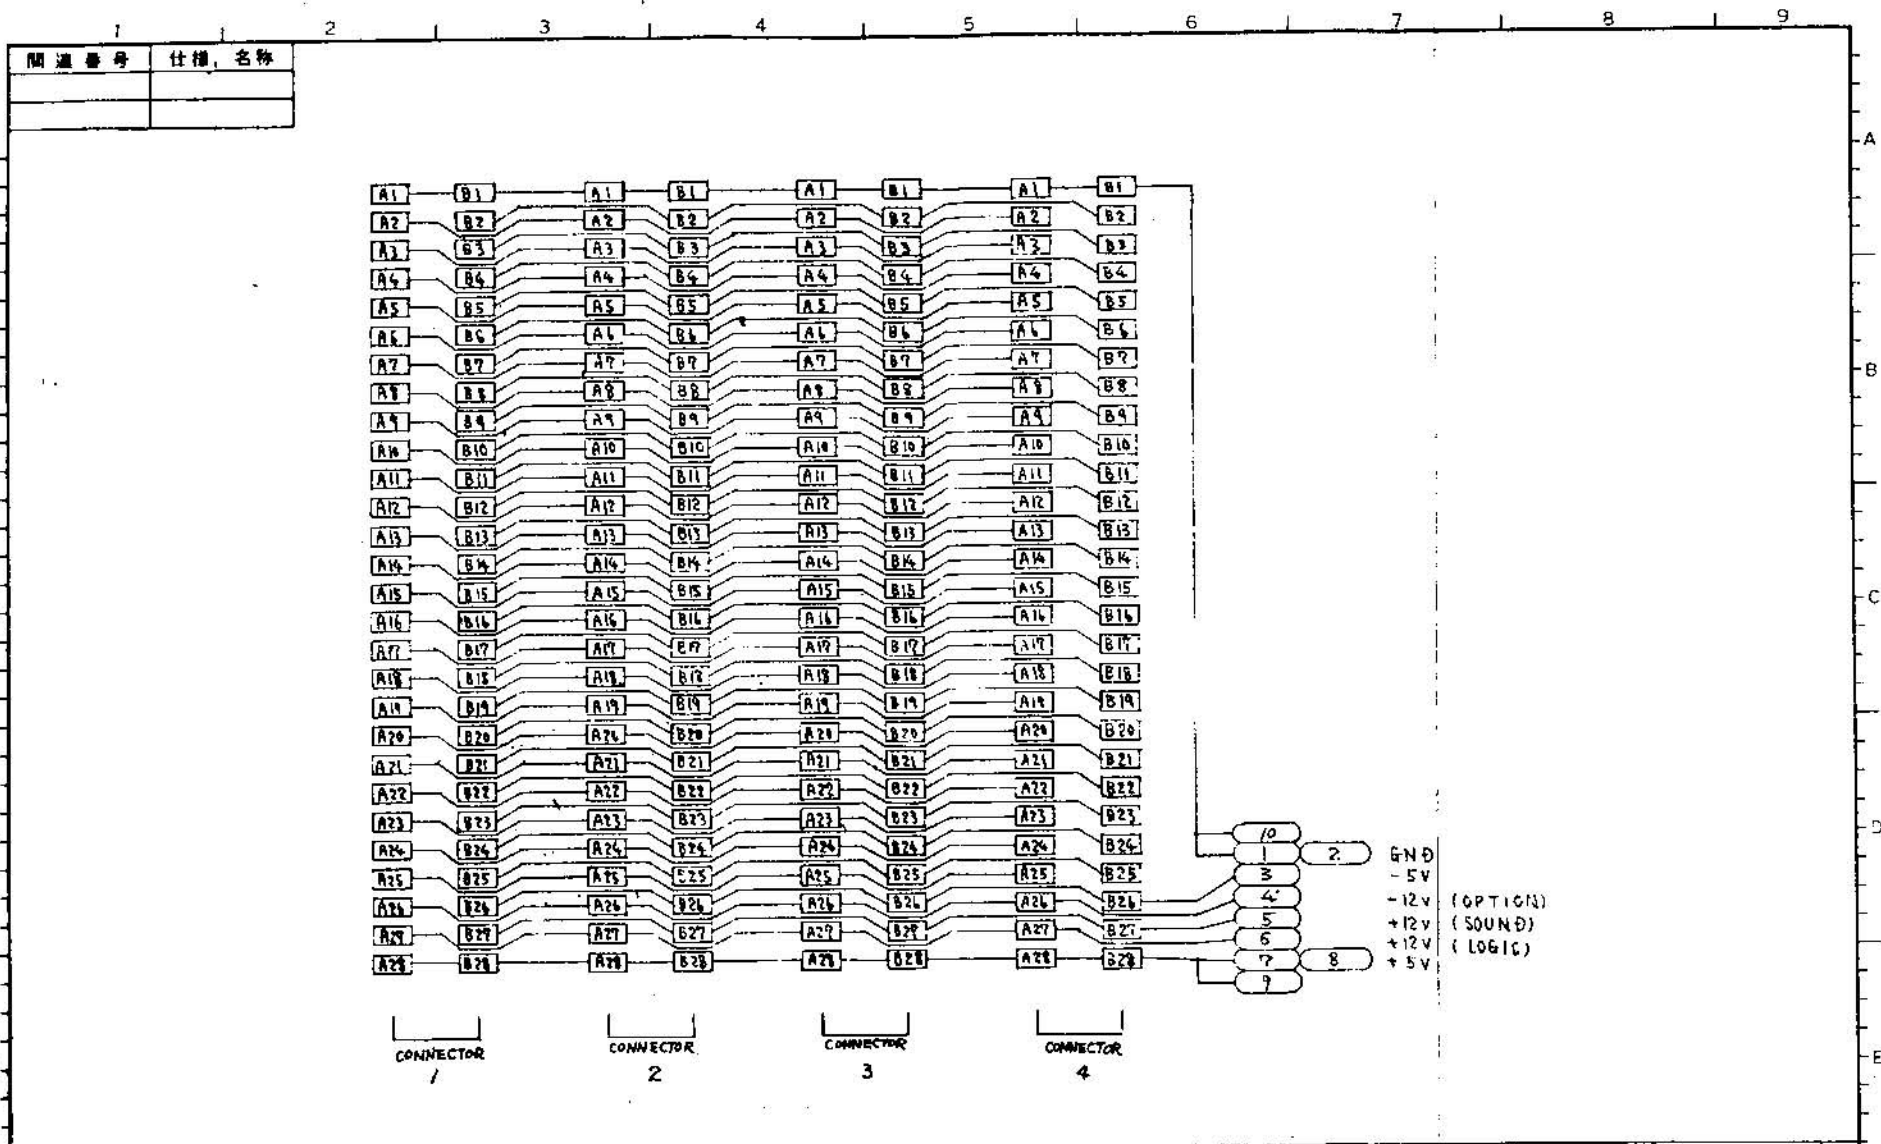 1 2 3 4 5 6 7 8 9
関連番号 仕様, 名称
A
B
C
D
E
A1 B1 A1 B1 A1 B1 A1 B1
A2 B2 A2 B2 A2 B2 A2 B2
A3 B3 A3 B3 A3 B3 A3 B3
A4 B4 A4 B4 A4 B4 A4 B4
A5 B5 A5 B5 A5 B5 A5 B5
A6 B6 A6 B6 A6 B6 A6 B6
A7 B7 A7 B7 A7 B7 A7 B7
A8 B8 A8 B8 A8 B8 A8 B8
A9 B9 A9 B9 A9 B9 A9 B9
A10 B10 A10 B10 A10 B10 A10 B10
A11 B11 A11 B11 A11 B11 A11 B11
A12 B12 A12 B12 A12 B12 A12 B12
A13 B13 A13 B13 A13 B13 A13 B13
A14 B14 A14 B14 A14 B14 A14 B14
A15 B15 A15 B15 A15 B15 A15 B15
A16 B16 A16 B16 A16 B16 A16 B16
A17 B17 A17 B17 A17 B17 A17 B17
A18 B18 A18 B18 A18 B18 A18 B18
A19 B19 A19 B19 A19 B19 A19 B19
A20 B20 A20 B20 A20 B20 A20 B20
A21 B21 A21 B21 A21 B21 A21 B21
A22 B22 A22 B22 A22 B22 A22 B22
A23 B23 A23 B23 A23 B23 A23 B23
A24 B24 A24 B24 A24 B24 A24 B24
A25 B25 A25 B25 A25 B25 A25 B25
A26 B26 A26 B26 A26 B26 A26 B26
A27 B27 A27 B27 A27 B27 A27 B27
A28 B28 A28 B28 A28 B28 A28 B28
10
1 2 GND
3 -5V
4 -12V (OPTION)
5 +12V (SOUND)
6 +12V (LOGIC)
7 8 +5V
9
CONNECTOR 1
CONNECTOR 2
CONNECTOR 3
CONNECTOR 4